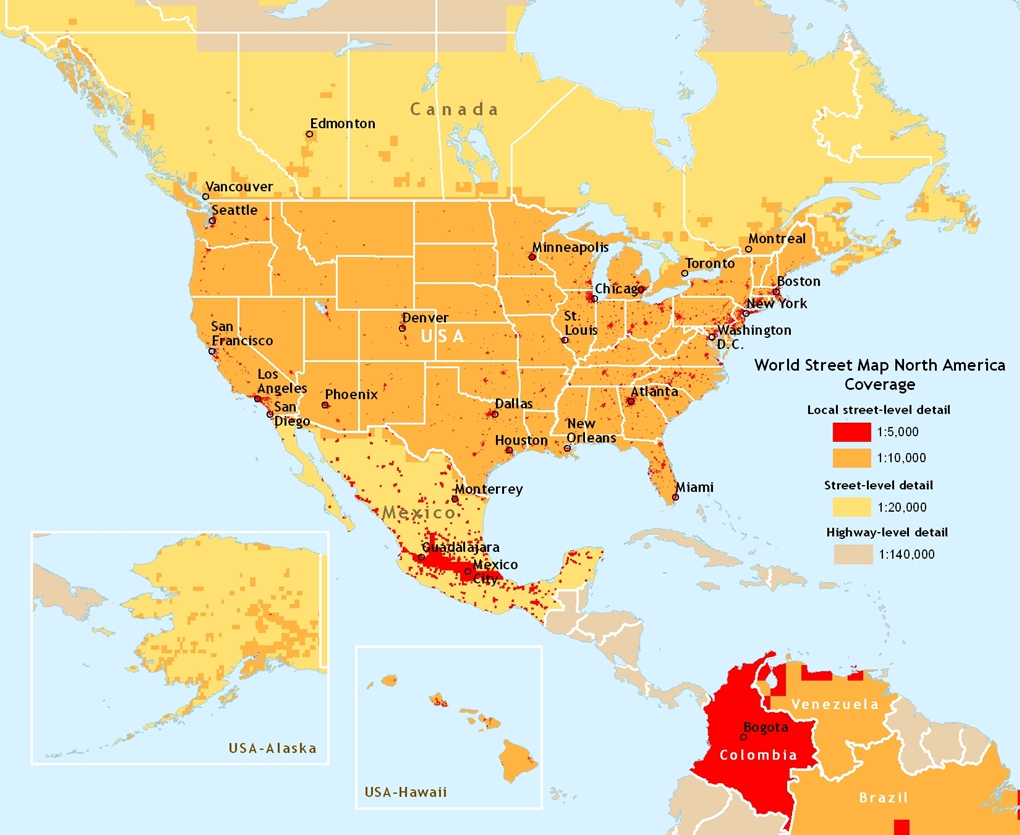 Canada
Edmonton
Vancouver
Seattle
Minneapolis
Montreal
Toronto
Boston
Chicago
New York
San
Francisco
Denver
USA
St.
Louis
Washington
D.C.
World Street Map North America
Coverage
Los
Angeles
Phoenix
San
Diego
Dallas
Atlanta
New
Orleans
Houston
Local street-level detail
1:5,000
1:10,000
Street-level detail
1:20,000
Highway-level detail
1:140,000
Monterrey
Miami
Mexico
Guadalajara
Mexico
City
USA-Alaska
USA-Hawaii
Venezuela
Bogota
Colombia
Brazil